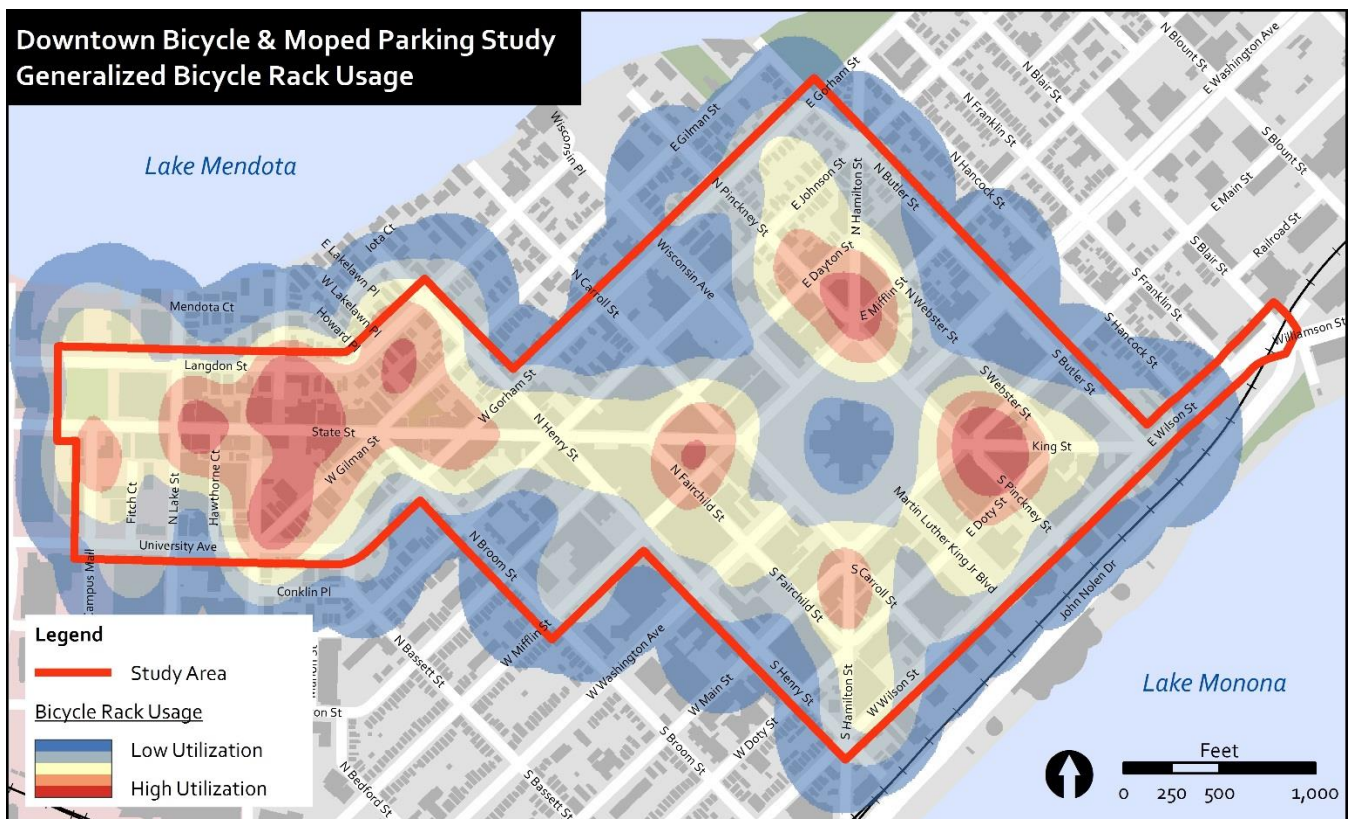 Downtown Bicycle & Moped Parking Study
Generalized Bicycle Rack Usage
Lake Mendota
Lake Monona
N Blount St
E Washington Ave
N Blair St
N Franklin St
S Blount St
E Main St
Railroad St
S Blair St
S Franklin St
Williamson St
N Hancock St
S Hancock St
E Gorham St
E Gilman St
Wisconsin Pl
E Johnson St
N Hamilton St
N Butler St
N Pinckney St
Wisconsin Ave
E Dayton St
E Mifflin St
N Webster St
S Butler St
N Carroll St
Iota Ct
E Lakelawn Pl
W Lakelawn Pl
Howard Pl
Mendota Ct
Langdon St
State St
W Gilman St
W Gorham St
N Henry St
N Fairchild St
S Webster St
King St
E Wilson St
S Pinckney St
E Doty St
Martin Luther King Jr Blvd
John Nolen Dr
S Carroll St
S Fairchild St
Fitch Ct
N Lake St
Hawthorne Ct
University Ave
Conklin Pl
N Broom St
W Mifflin St
W Washington Ave
N Bassett St
W Main St
S Henry St
S Hamilton St
W Wilson St
W Doty St
S Broom St
S Bassett St
N Bedford St
Campus Mall
on St
Legend
Study Area
Bicycle Rack Usage
Low Utilization
High Utilization
Feet
0 250 500 1,000